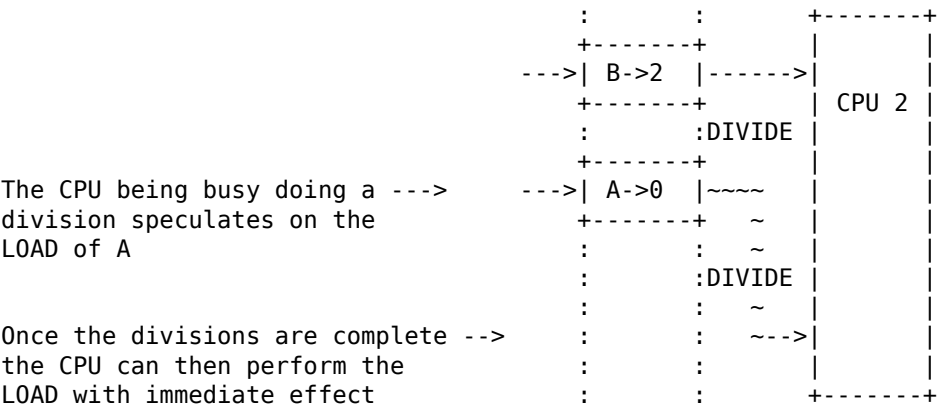 :       :       +-------+
                                        +-------+       |       |
                                    --->| B->2  |------>|       |
                                        +-------+       | CPU 2 |
                                        :       :DIVIDE |       |
                                        +-------+       |       |
The CPU being busy doing a --->     --->| A->0  |~~~~   |       |
division speculates on the              +-------+   ~   |       |
LOAD of A                               :       :   ~   |       |
                                        :       :DIVIDE |       |
                                        :       :   ~   |       |
Once the divisions are complete -->     :       :   ~-->|       |
the CPU can then perform the            :       :       |       |
LOAD with immediate effect              :       :       +-------+